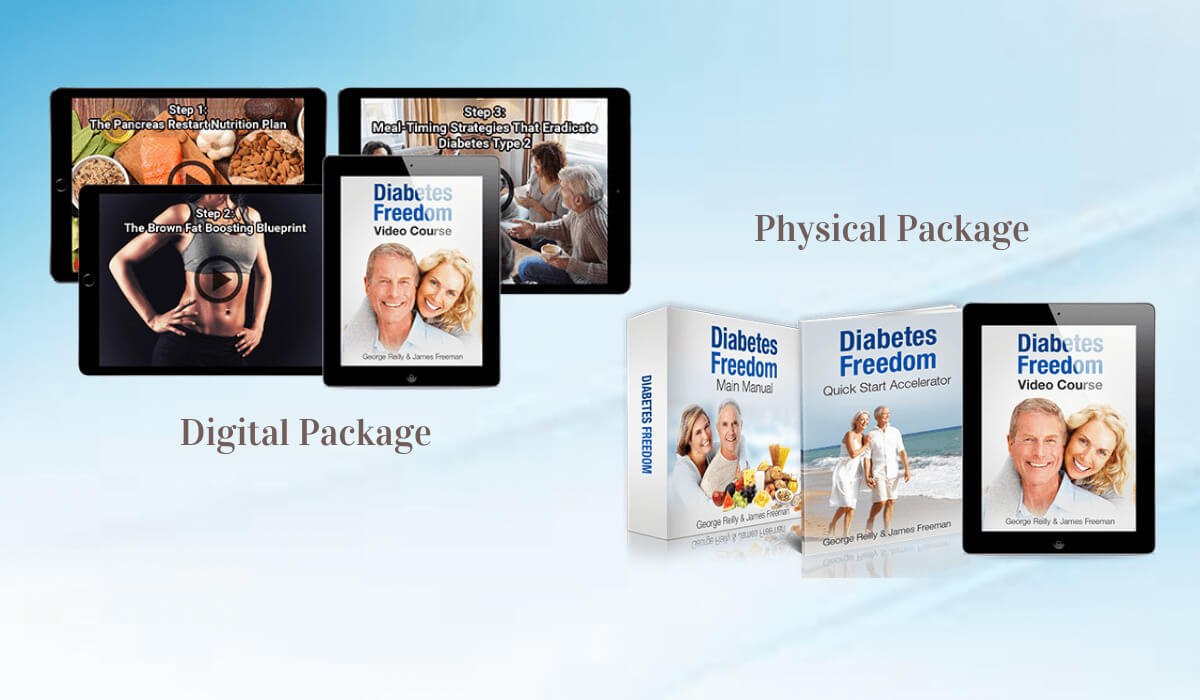 Step 1:
The Pancreas Restart Nutrition Plan
Step 3:
Meal-Timing Strategies That Eradicate
Diabetes Type 2
Step 2:
The Brown Fat Boosting Blueprint
Diabetes
Freedom
Video Course
George Reilly & James Freeman
Digital Package
Physical Package
DIABETES FREEDOM
Diabetes
Freedom
Main Manual
George Reilly & James Freeman
Diabetes
Freedom
Quick Start Accelerator
George Reilly & James Freeman
Diabetes
Freedom
Video Course
George Reilly & James Freeman